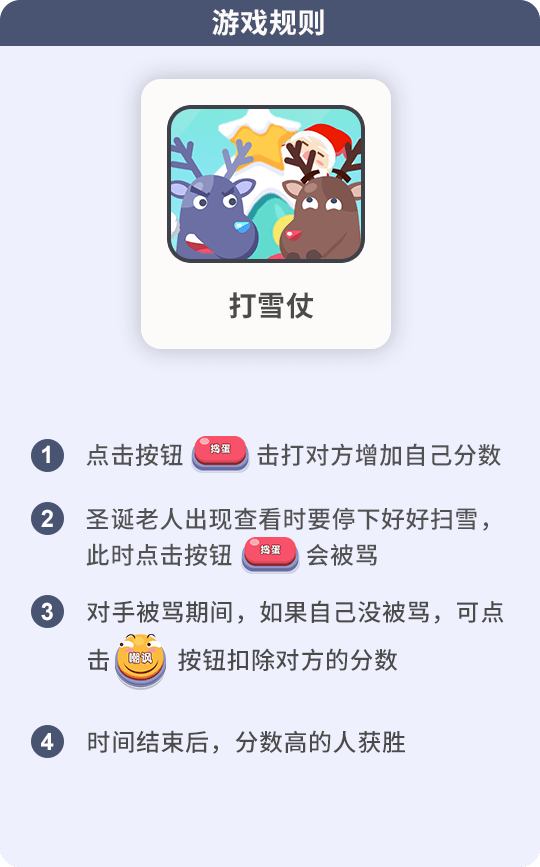 游戏规则
打雪仗
1 点击按钮 捣蛋 击打对方增加自己分数
2 圣诞老人出现查看时要停下好好扫雪，
此时点击按钮 捣蛋 会被骂
3 对手被骂期间，如果自己没被骂，可点
击 嘲讽 按钮扣除对方的分数
4 时间结束后，分数高的人获胜